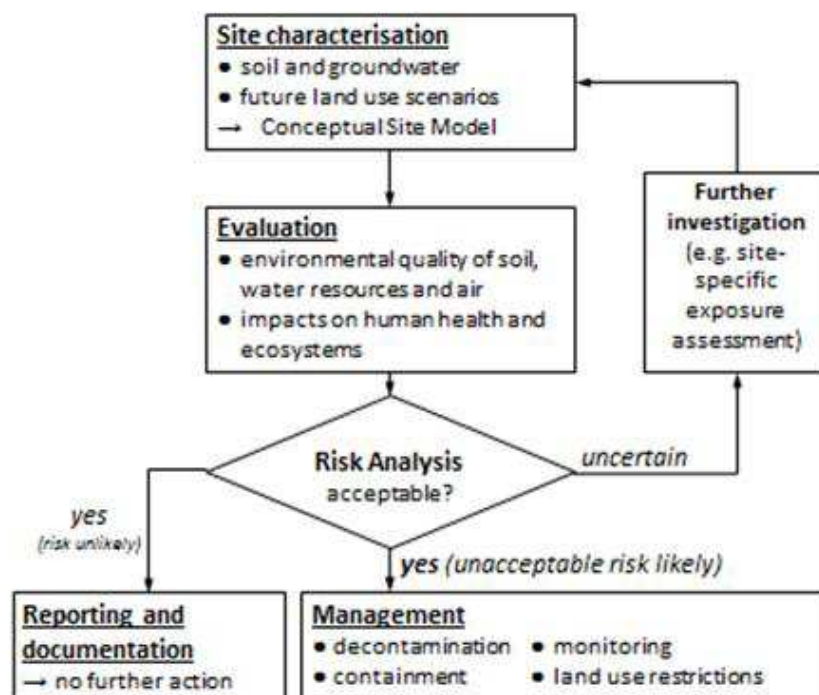 Site characterisation
● soil and groundwater
● future land use scenarios
→ Conceptual Site Model
Further
investigation
(e.g. site-
specific
exposure
assessment)
Evaluation
● environmental quality of soil,
water resources and air
● impacts on human health and
ecosystems
Risk Analysis
acceptable?
uncertain
yes
(risk unlikely)
yes (unacceptable risk likely)
Reporting and
documentation
→ no further action
Management
● decontamination ● monitoring
● containment ● land use restrictions